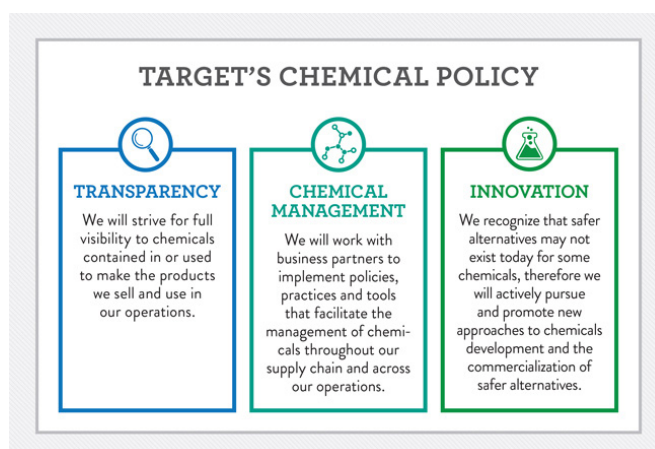 TARGET'S CHEMICAL POLICY
TRANSPARENCY
We will strive for full
visibility to chemicals
contained in or used
to make the products
we sell and use in
our operations.
CHEMICAL
MANAGEMENT
We will work with
business partners to
implement policies,
practices and tools
that facilitate the
management of chemi-
cals throughout our
supply chain and across
our operations.
INNOVATION
We recognize that safer
alternatives may not
exist today for some
chemicals, therefore we
will actively pursue
and promote new
approaches to chemicals
development and the
commercialization of
safer alternatives.